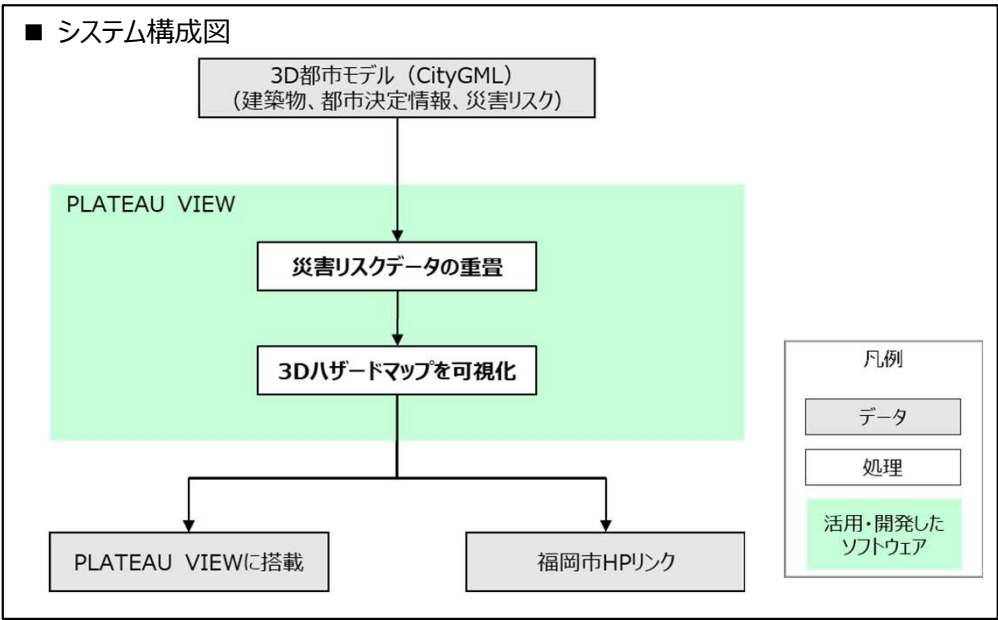 ■ システム構成図
3D都市モデル（CityGML）
（建築物、都市決定情報、災害リスク）
PLATEAU VIEW
災害リスクデータの重畳
3Dハザードマップを可視化
PLATEAU VIEWに搭載
福岡市HPリンク
凡例
データ
処理
活用・開発した
ソフトウェア